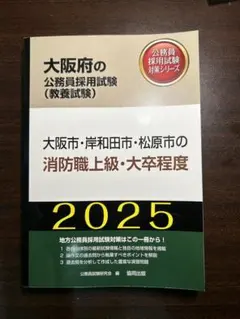 大阪府の
公務員採用試験
(教養試験)
公務員
採用試験
対策シリーズ
大阪市・岸和田市・松原市の
消防職上級・大卒程度
2025
地方公務員採用試験対策はこの一冊から!
公務員試験研究会 編
協同出版